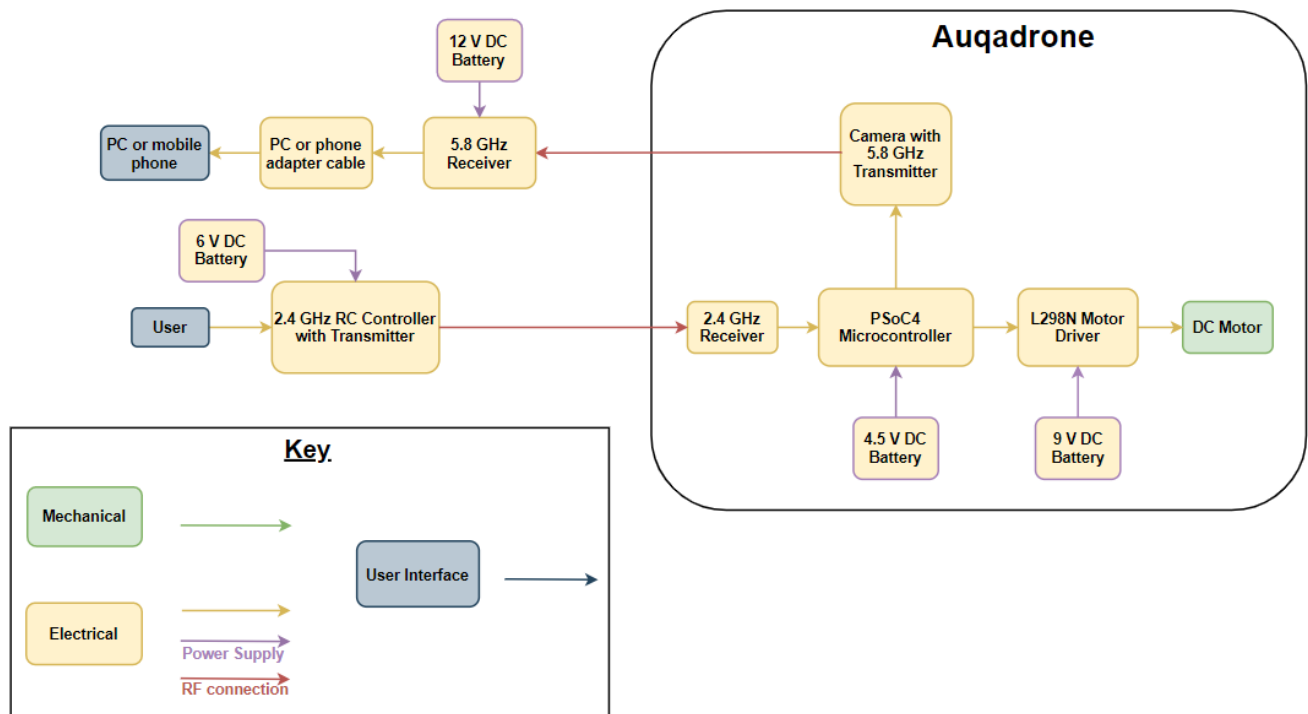 Auqadrone
12 V DC
Battery
PC or mobile
phone
PC or phone
adapter cable
5.8 GHz
Receiver
Camera with
5.8 GHz
Transmitter
6 V DC
Battery
User
2.4 GHz RC Controller
with Transmitter
2.4 GHz
Receiver
PSoC4
Microcontroller
L298N Motor
Driver
DC Motor
4.5 V DC
Battery
9 V DC
Battery
Key
Mechanical
User Interface
Electrical
Power Supply
RF connection